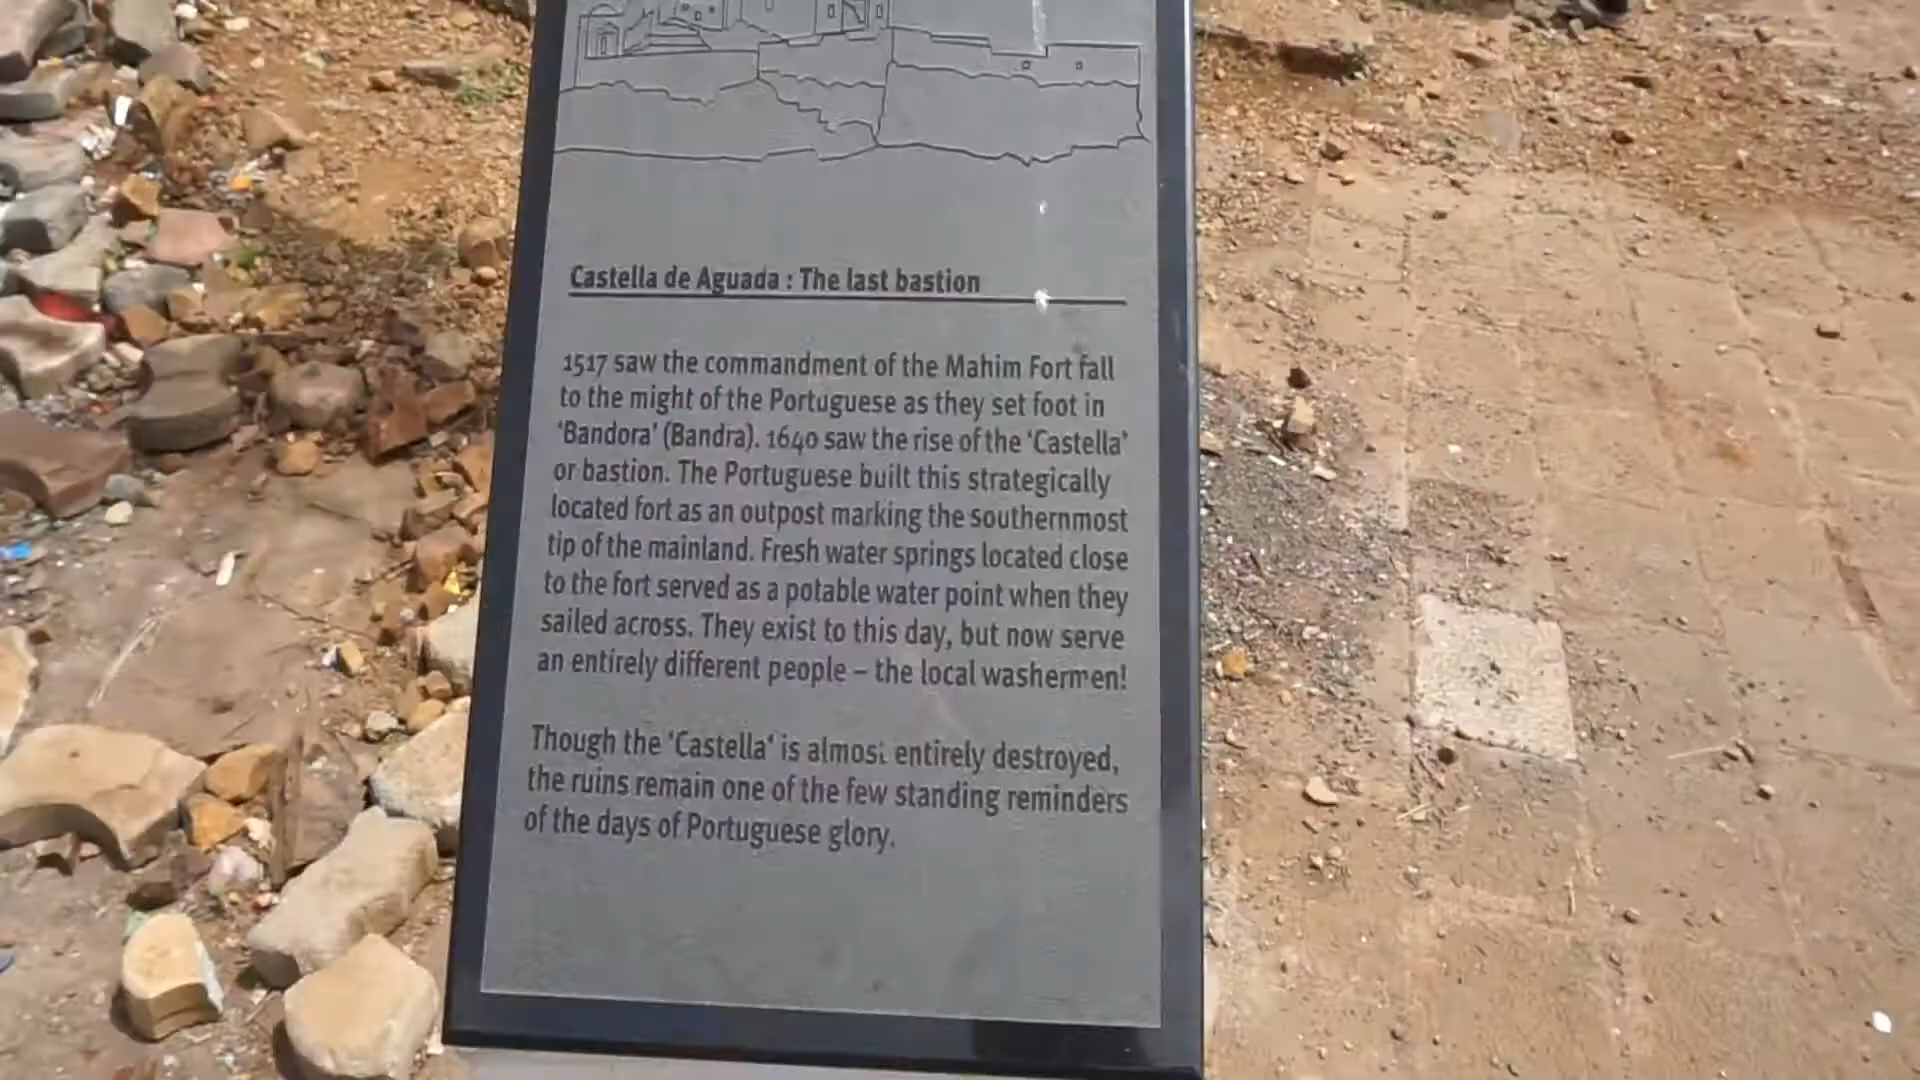 Castella de Aguada : The last bastion
1517 saw the commandment of the Mahim Fort fall
to the might of the Portuguese as they set foot in
‘Bandora’ (Bandra). 1640 saw the rise of the ‘Castella’
or bastion. The Portuguese built this strategically
located fort as an outpost marking the southernmost
tip of the mainland. Fresh water springs located close
to the fort served as a potable water point when they
sailed across. They exist to this day, but now serve
an entirely different people – the local washermen!
Though the ‘Castella‘ is almost entirely destroyed,
the ruins remain one of the few standing reminders
of the days of Portuguese glory.